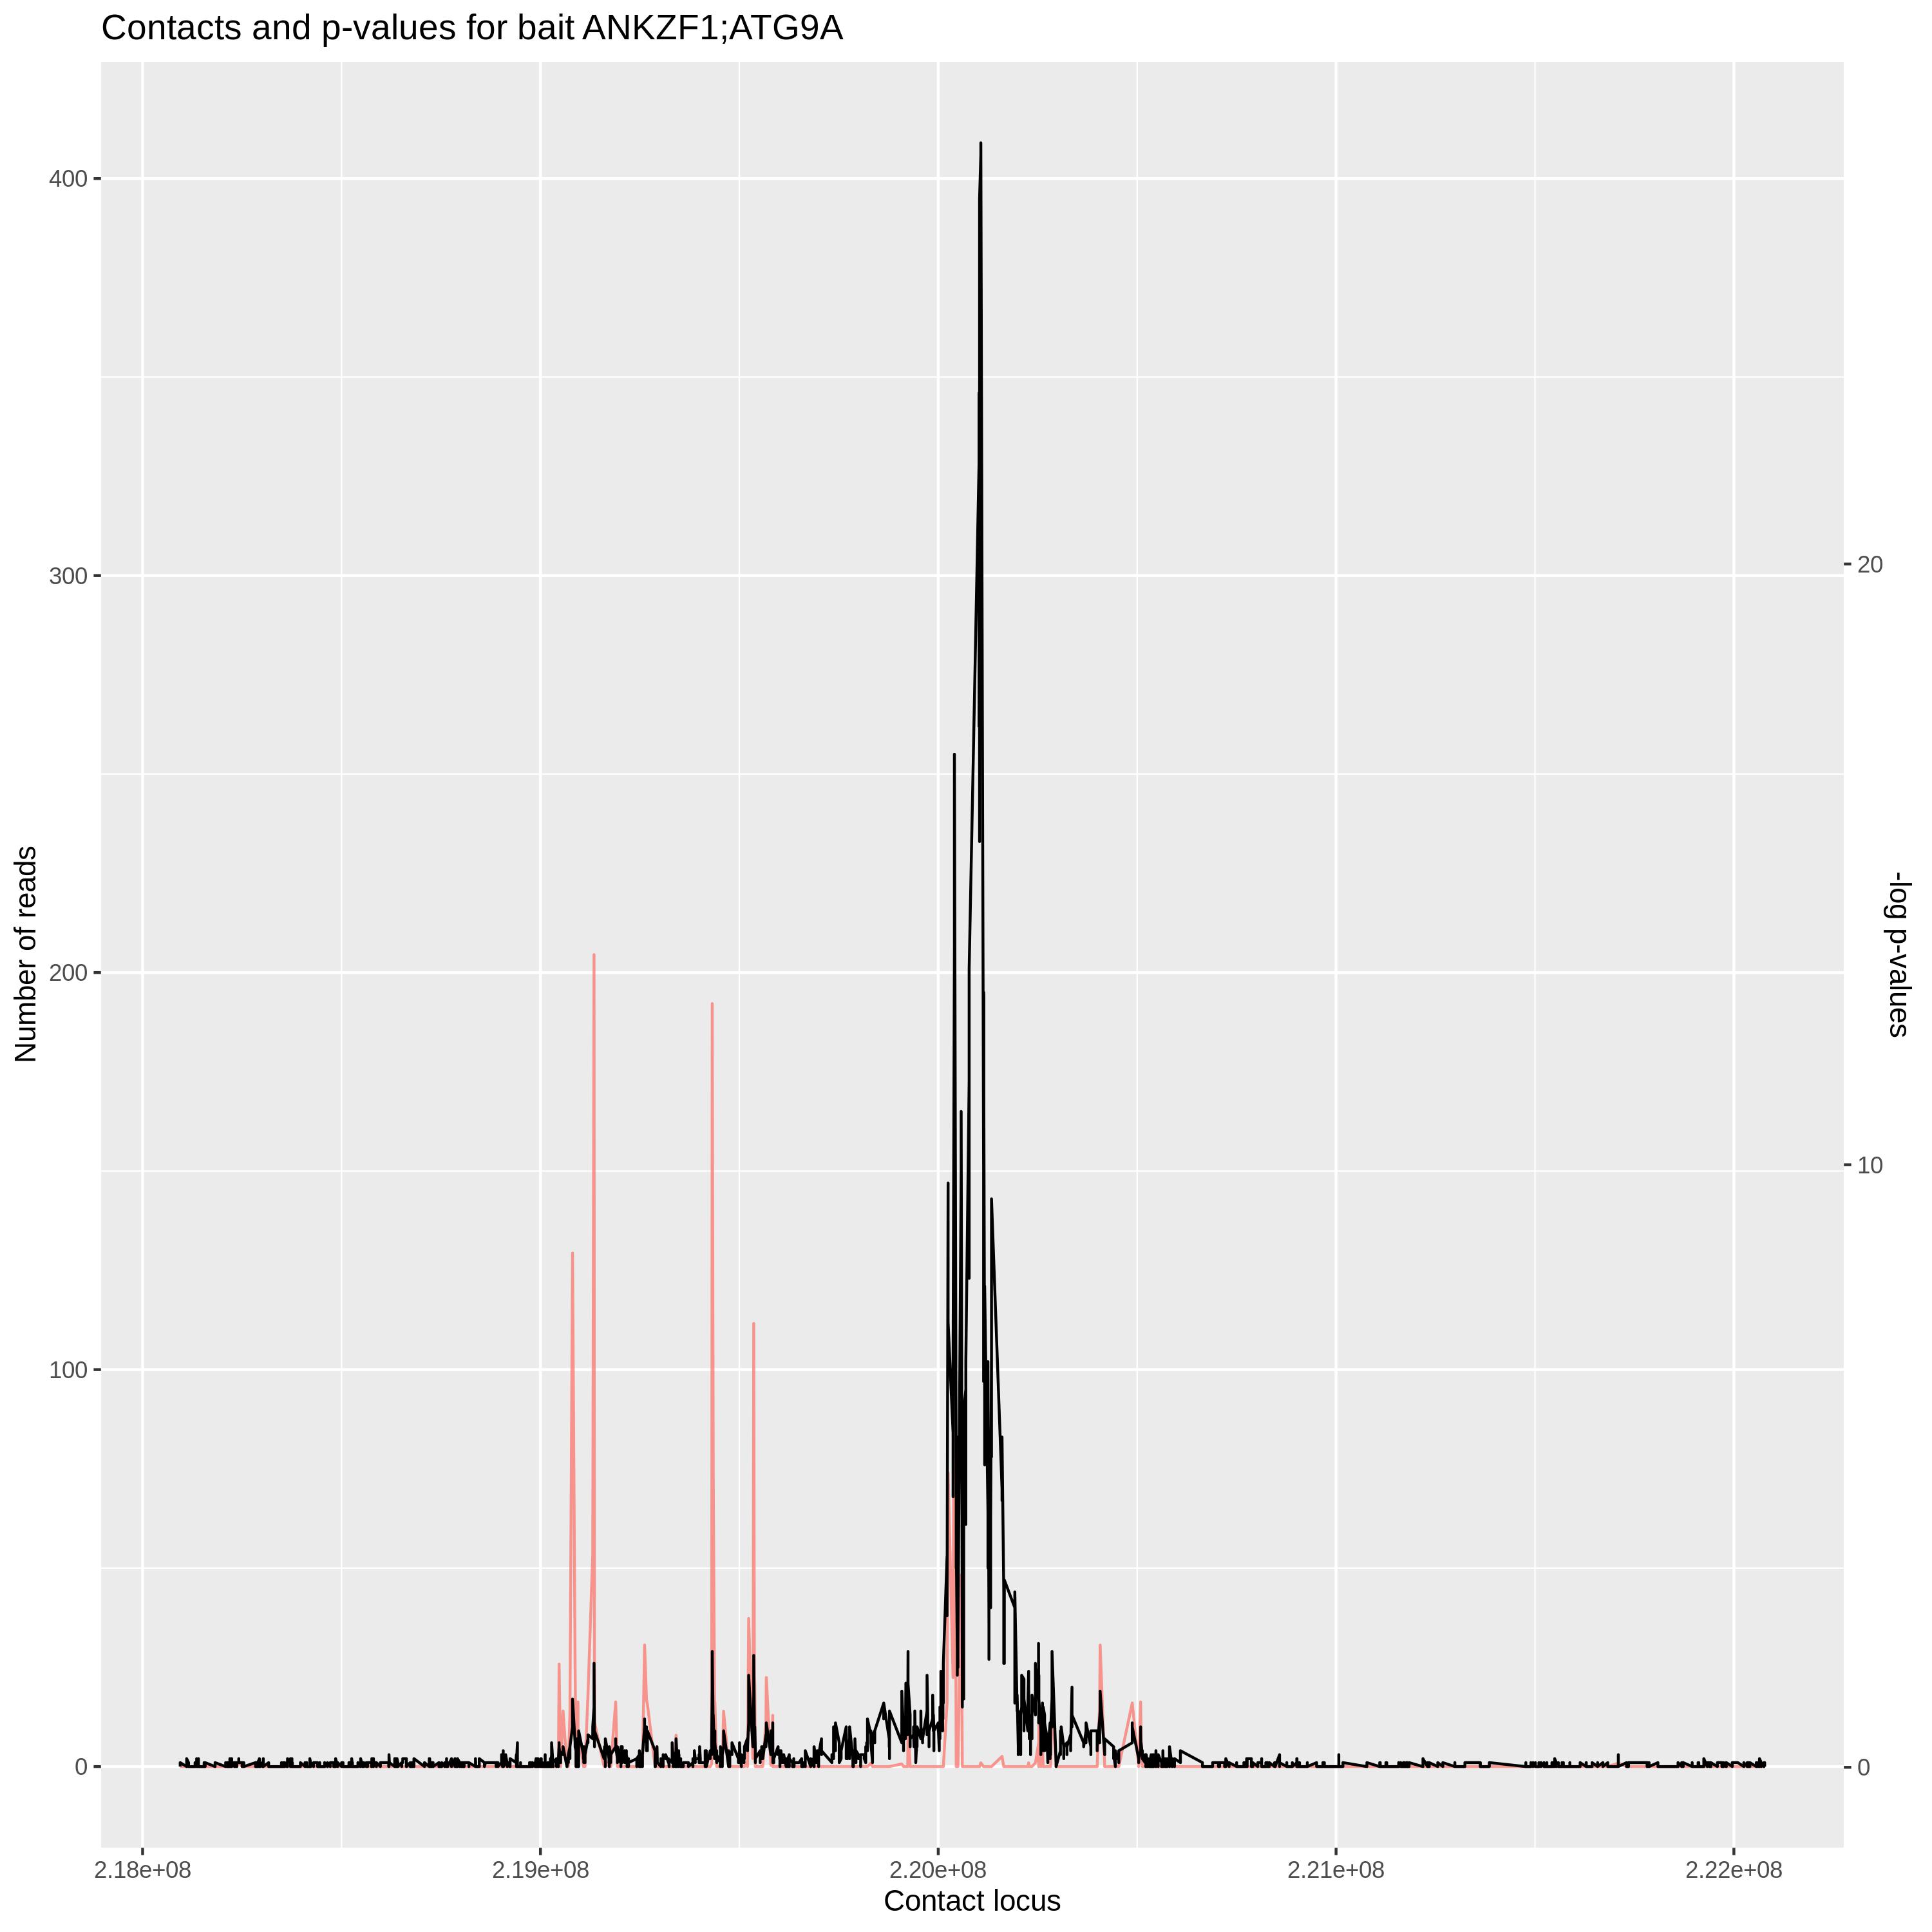 Contacts and p-values for bait ANKZF1;ATG9A
400
300
200
100
0
Number of reads
20
10
0
-log p-values
2.18e+08
2.19e+08
2.20e+08
2.21e+08
2.22e+08
Contact locus